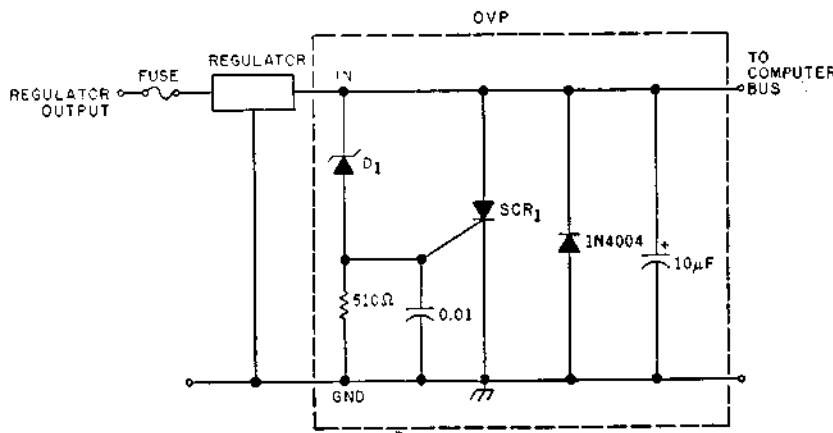 OVP
REGULATOR
FUSE
IN
TO
COMPUTER
BUS
REGULATOR
OUTPUT
D1
SCR1
1N4004
10μF
510Ω
0.01
GND